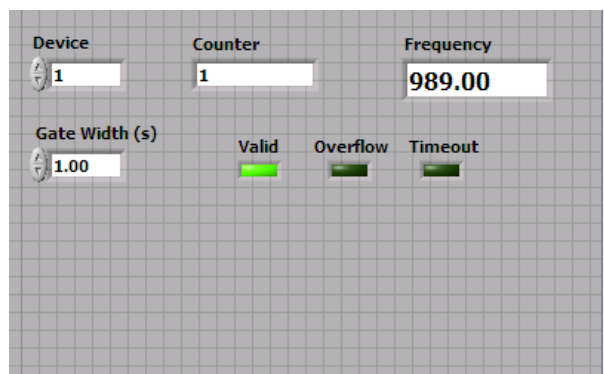 Device Counter Frequency
1 1 989.00
Gate Width (s) Valid Overflow Timeout
1.00